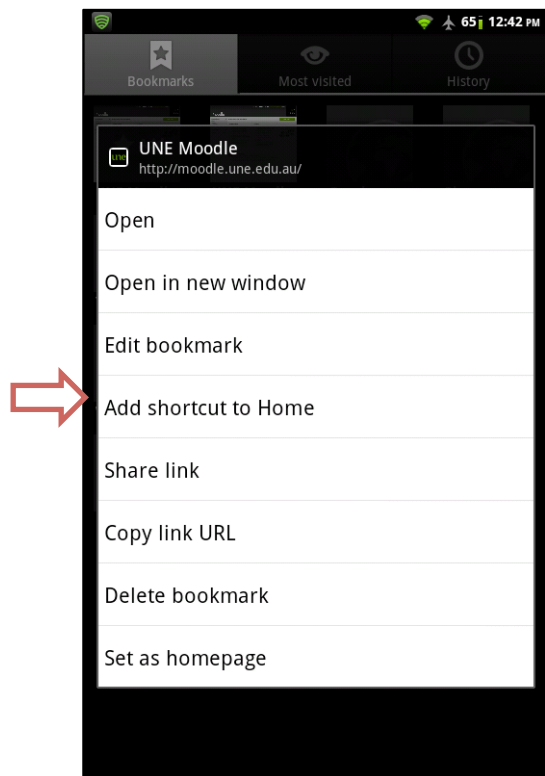 65 12:42 PM
Bookmarks Most visited History
UNE Moodle
une
http://moodle.une.edu.au/
Open
Open in new window
Edit bookmark
Add shortcut to Home
Share link
Copy link URL
Delete bookmark
Set as homepage